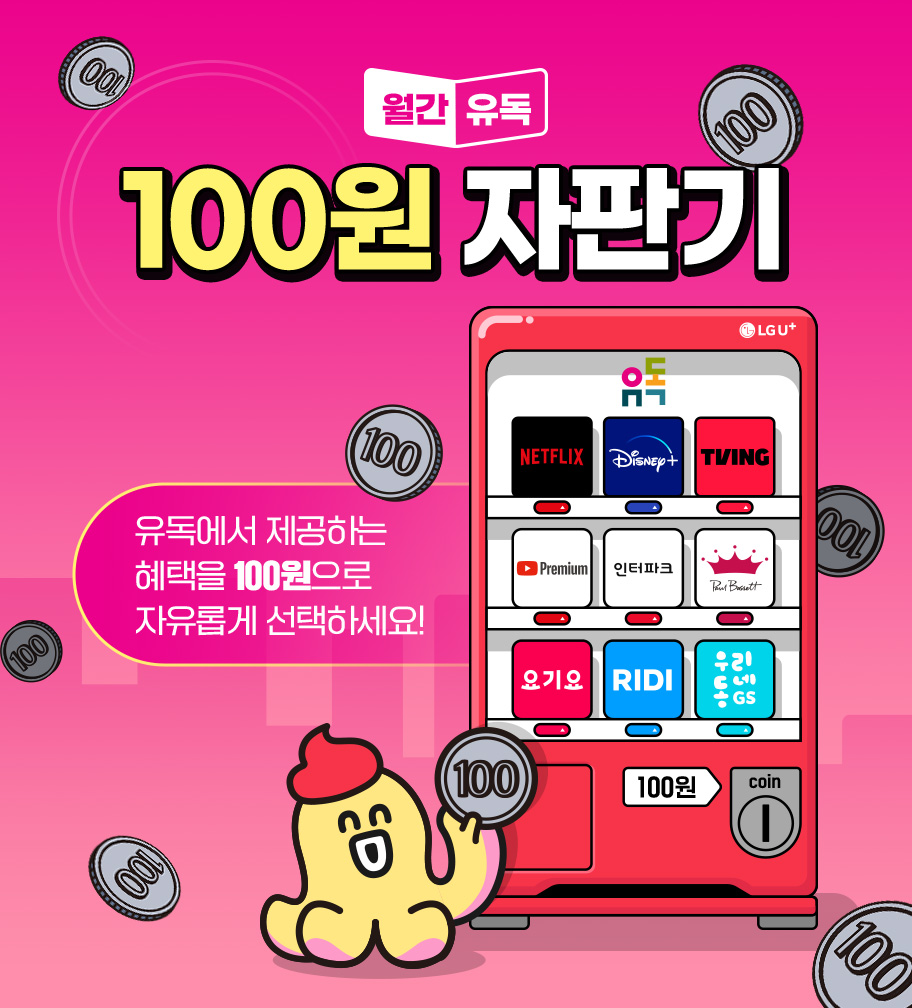 월간 유독
100
100
100원 자판기
LG U+
유독
100
NETFLIX Disney+ TVING
유독에서 제공하는
혜택을 100원으로
자유롭게 선택하세요!
100
Premium 인터파크 Paul Bassett
100
요기요 RIDI 우리동네GS
100
100원
coin
100
100